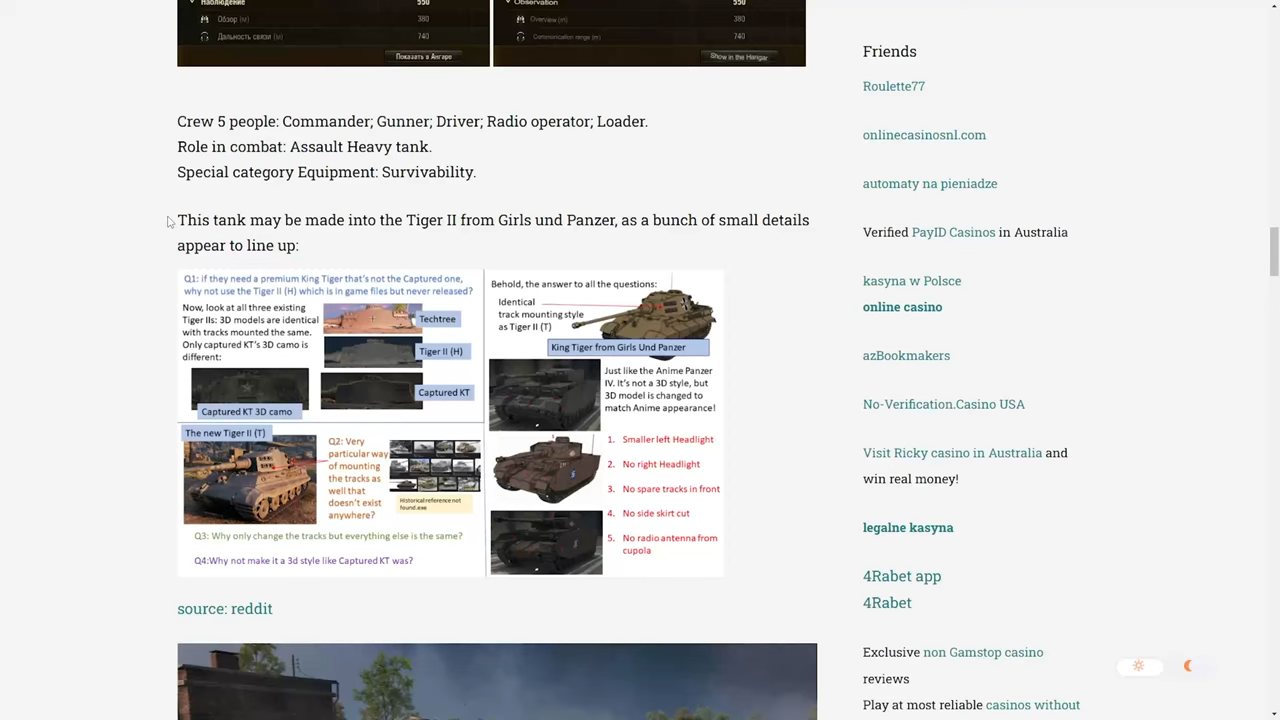 Наблюдение 550
Обзор (м) 380
Дальность связи (м) 740
Показать в Ангаре
Observation 550
Overview (m) 380
Communication range (m) 740
Show in the Hangar
Crew 5 people: Commander; Gunner; Driver; Radio operator; Loader.
Role in combat: Assault Heavy tank.
Special category Equipment: Survivability.
This tank may be made into the Tiger II from Girls und Panzer, as a bunch of small details
appear to line up:
Q1: if they need a premium King Tiger that's not the Captured one,
why not use the Tiger II (H) which is in game files but never released?
Now, look at all three existing
Tiger IIs: 3D models are identical
with tracks mounted the same.
Only captured KT's 3D camo is
different:
Techtree
Tiger II (H)
Captured KT
Captured KT 3D camo
The new Tiger II (T)
Q2: Very
particular way
of mounting
the tracks as
well that
doesn't exist
anywhere?
Historical reference not
found.exe
Q3: Why only change the tracks but everything else is the same?
Q4:Why not make it a 3d style like Captured KT was?
Behold, the answer to all the questions:
Identical
track mounting style
as Tiger II (T)
King Tiger from Girls Und Panzer
Just like the Anime Panzer
IV. It's not a 3D style, but
3D model is changed to
match Anime appearance!
1. Smaller left Headlight
2. No right Headlight
3. No spare tracks in front
4. No side skirt cut
5. No radio antenna from
cupola
source: reddit
Friends
Roulette77
onlinecasinosnl.com
automaty na pieniadze
Verified PayID Casinos in Australia
kasyna w Polsce
online casino
azBookmakers
No-Verification.Casino USA
Visit Ricky casino in Australia and
win real money!
legalne kasyna
4Rabet app
4Rabet
Exclusive non Gamstop casino
reviews
Play at most reliable casinos without